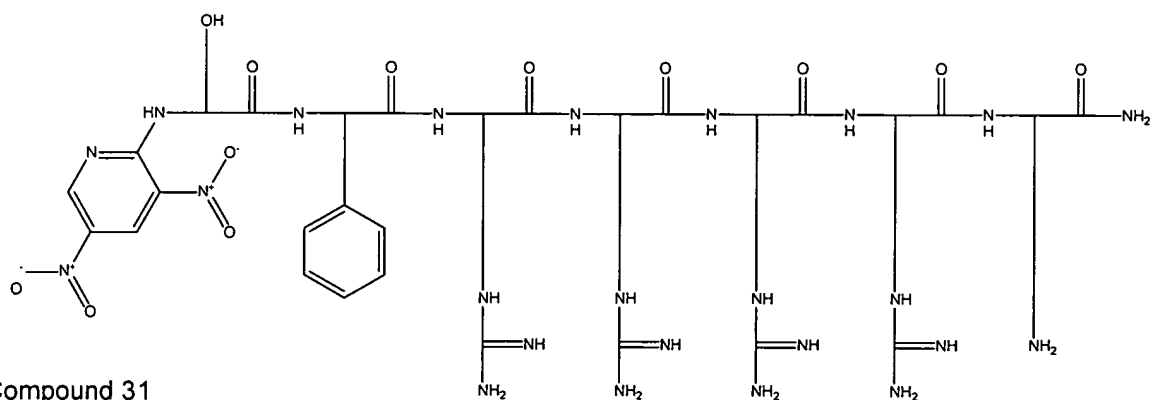 OH
O O O O O O O
HN N N N N N N NH2
H H H H H H
N O-
N+
O
- N+
O
O
NH NH NH NH
NH NH NH NH NH2
NH2 NH2 NH2 NH2
Compound 31